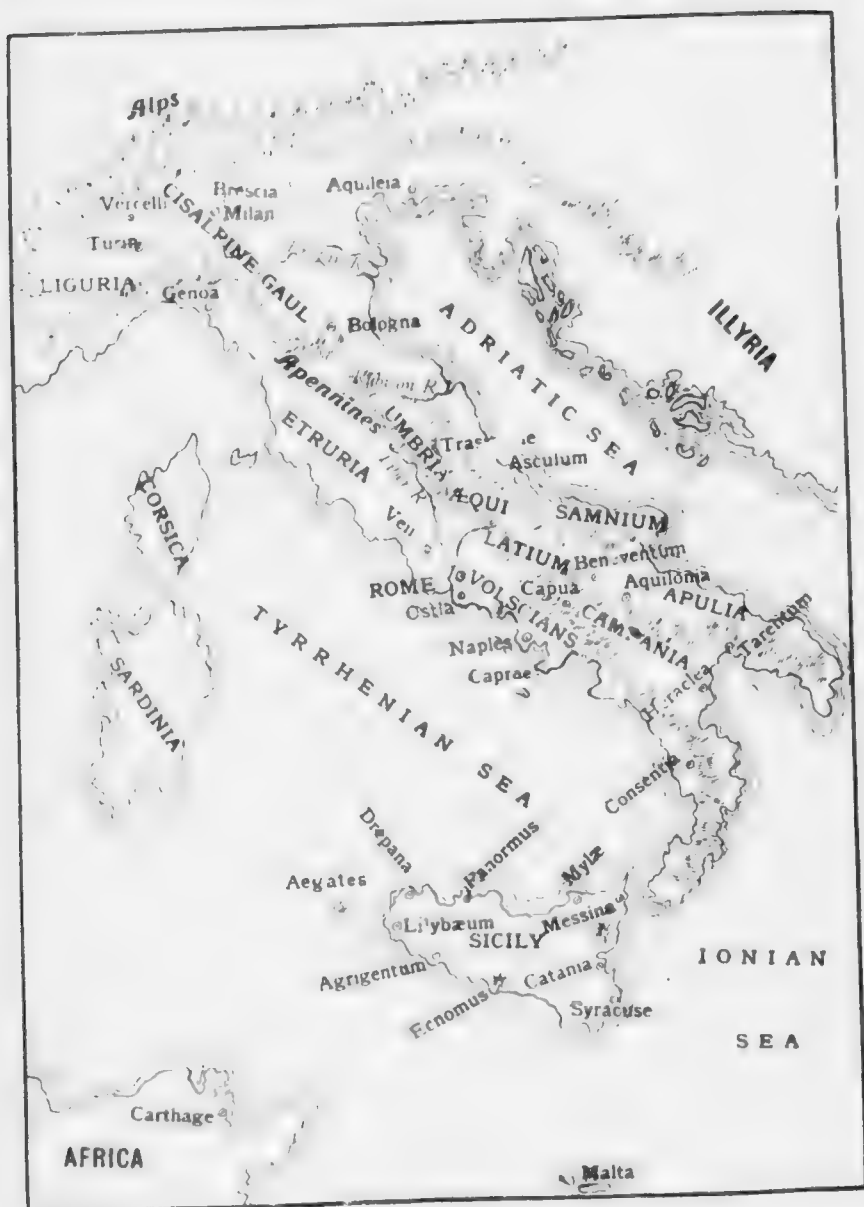 Alps
Brescia
Aquileia
Vercelli
Milan
CISALPINE GAUL
Turin
LIGURIA
Genoa
Bologna
ADRIATIC SEA
ILLYRIA
Apennines
R.
UMBRIA
ETRURIA
Asculum
R.
ÆQUI
CORSICA
SAMNIUM
Veii
LATIUM
Beneventum
ROME
VOLSCIANS
Capua
Aquilonia
APULIA
Ostia
CAMPANIA
Tarentum
Naples
Caprae
Heraclea
SARDINIA
TYRRHENIAN SEA
Consentia
Drepana
Panormus
Mylæ
Aegates
Lilybæum
Messina
SICILY
Agrigentum
Catania
IONIAN
SEA
Ecnomus
Syracuse
Carthage
AFRICA
Malta